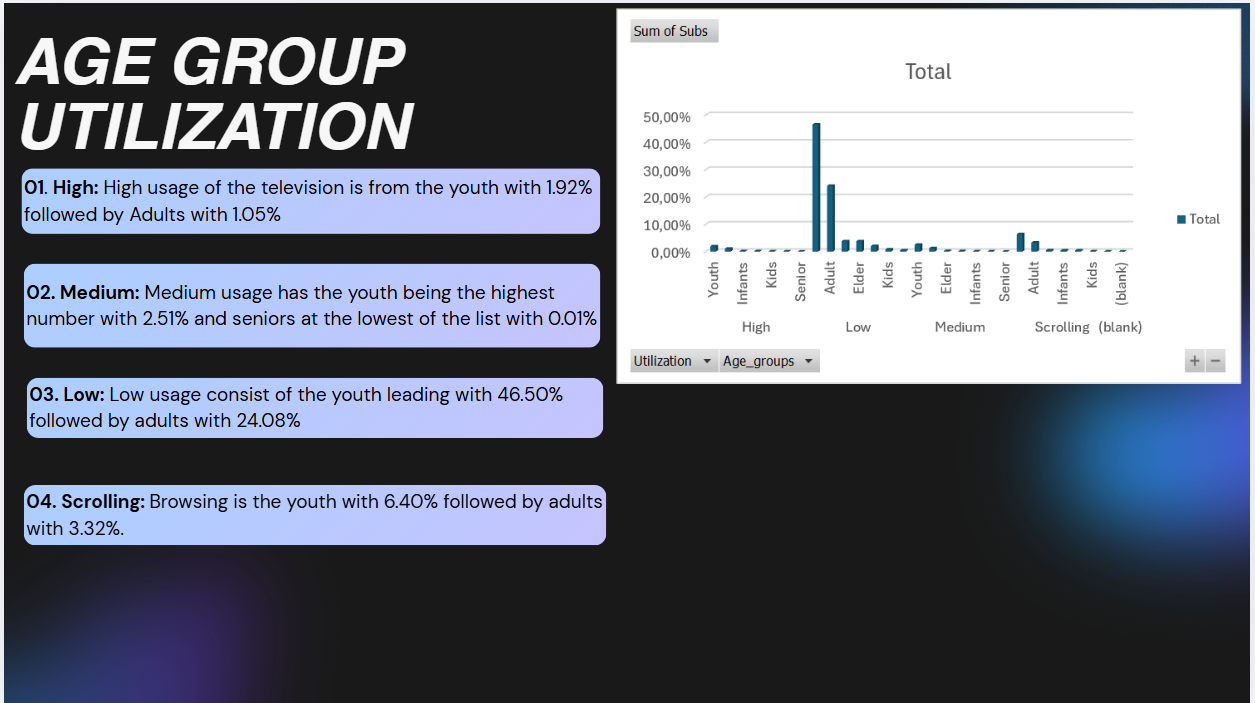 AGE GROUP
UTILIZATION
01. High: High usage of the television is from the youth with 1.92%
followed by Adults with 1.05%
02. Medium: Medium usage has the youth being the highest
number with 2.51% and seniors at the lowest of the list with 0.01%
03. Low: Low usage consist of the youth leading with 46.50%
followed by adults with 24.08%
04. Scrolling: Browsing is the youth with 6.40% followed by adults
with 3.32%.
Sum of Subs
Total
50,00%
40,00%
30,00%
20,00%
10,00%
0,00%
Youth
Infants
Kids
Senior
Adult
Elder
Kids
Youth
Elder
Infants
Senior
Adult
Infants
Kids
(blank)
High
Low
Medium
Scrolling
(blank)
Total
Utilization
Age_groups
+
−